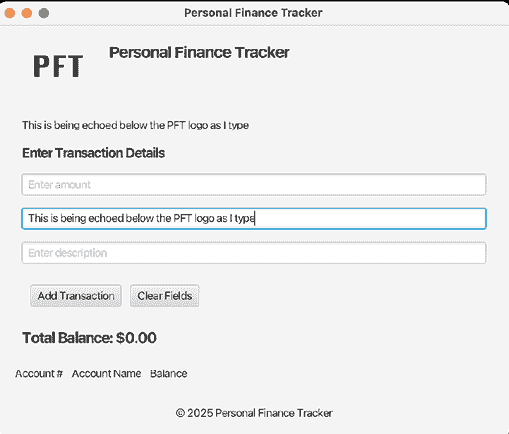 Personal Finance Tracker
PFT Personal Finance Tracker
This is being echoed below the PFT logo as I type
Enter Transaction Details
Enter amount
This is being echoed below the PFT logo as I type
Enter description
Add Transaction Clear Fields
Total Balance: $0.00
Account # Account Name Balance
© 2025 Personal Finance Tracker